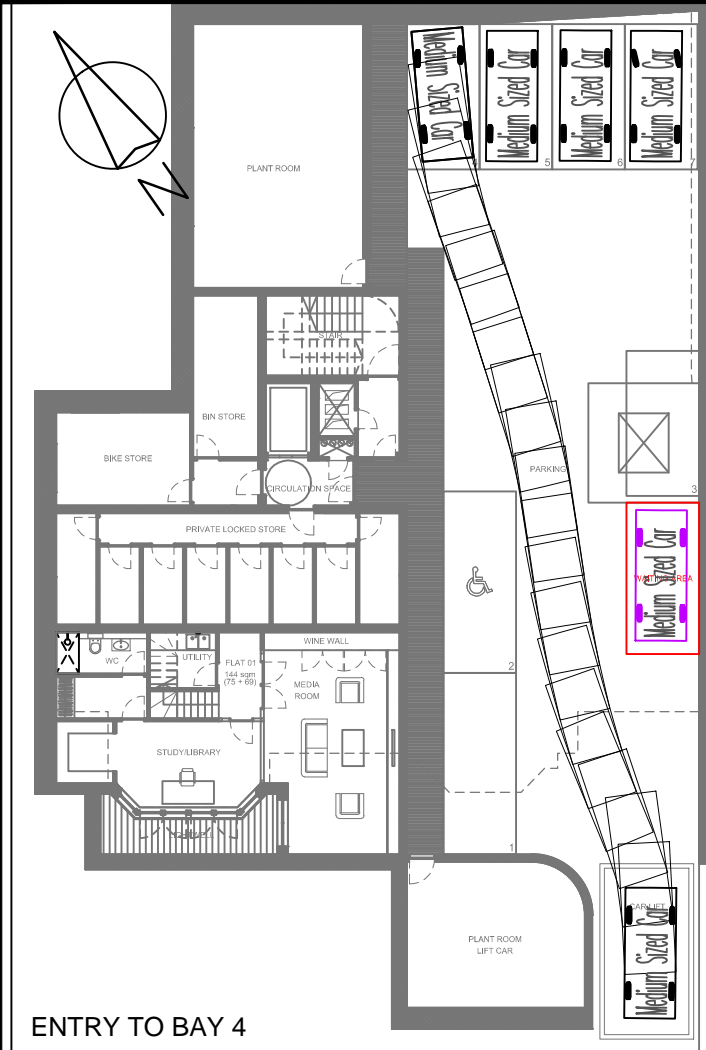 Medium Sized Car
Medium Sized Car
Medium Sized Car
Medium Sized Car
5
6
7
N
PLANT ROOM
STAIR
BIN STORE
BIKE STORE
CIRCULATION SPACE
PARKING
3
PRIVATE LOCKED STORE
WAITING AREA
Medium Sized Car
WINE WALL
WC
UTILITY
FLAT 01
144 sqm
(75 + 69)
MEDIA
ROOM
2
STUDY/LIBRARY
1
CAR LIFT
Medium Sized Car
PLANT ROOM
LIFT CAR
ENTRY TO BAY 4